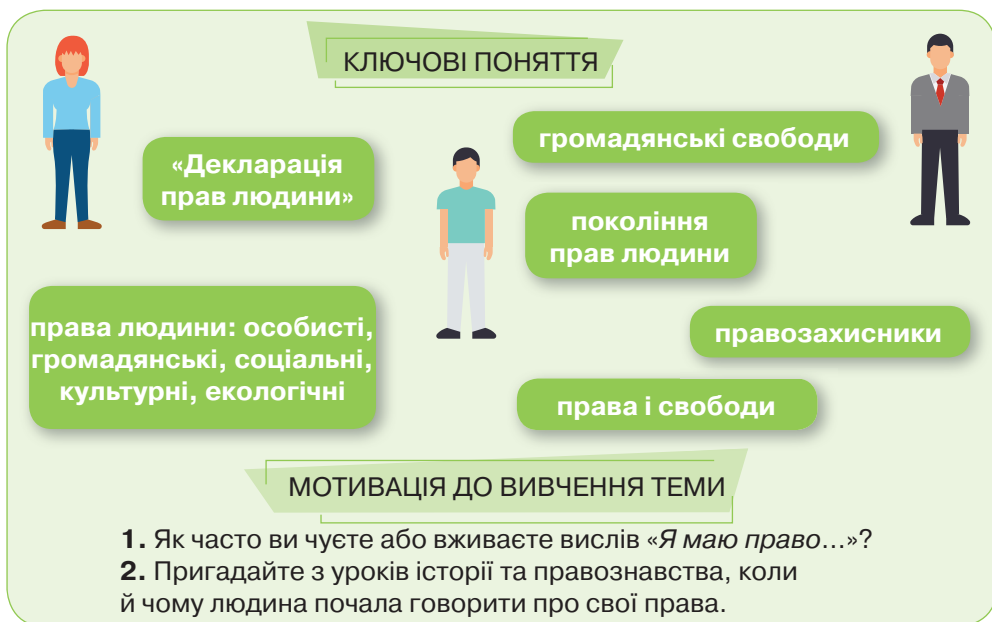 КЛЮЧОВІ ПОНЯТТЯ
«Декларація
прав людини»
громадянські свободи
покоління
прав людини
права людини: особисті,
громадянські, соціальні,
культурні, екологічні
правозахисники
права і свободи
МОТИВАЦІЯ ДО ВИВЧЕННЯ ТЕМИ
1. Як часто ви чуєте або вживаєте вислів «Я маю право...»?
2. Пригадайте з уроків історії та правознавства, коли
й чому людина почала говорити про свої права.